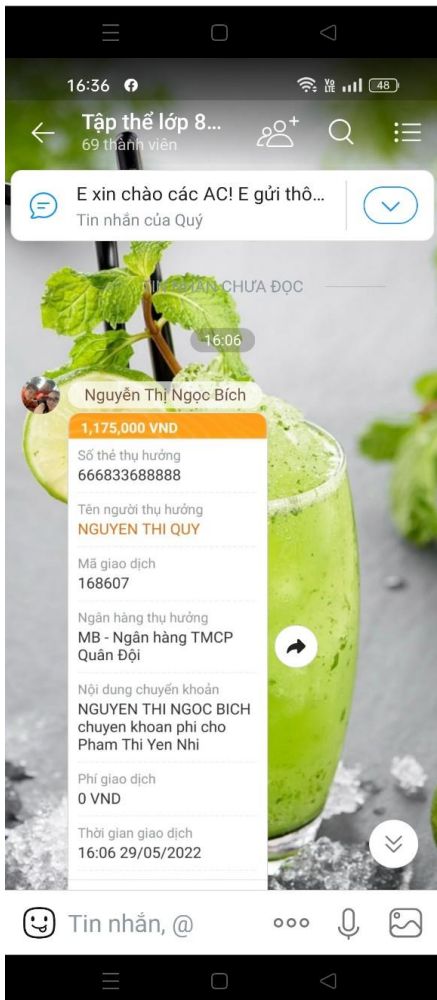 16:36
Vo
LTE
48
Tập thể lớp 8...
69 thành viên
E xin chào các AC! E gửi thô...
Tin nhắn của Quý
CHƯA ĐỌC
16:06
Nguyễn Thị Ngọc Bích
1,175,000 VND
Số thẻ thụ hưởng
666833688888
Tên người thụ hưởng
NGUYEN THI QUY
Mã giao dịch
168607
Ngân hàng thụ hưởng
MB - Ngân hàng TMCP
Quân Đội
Nội dung chuyển khoản
NGUYEN THI NGOC BICH
chuyen khoan phi cho
Pham Thi Yen Nhi
Phí giao dịch
0 VND
Thời gian giao dịch
16:06 29/05/2022
Tin nhắn, @